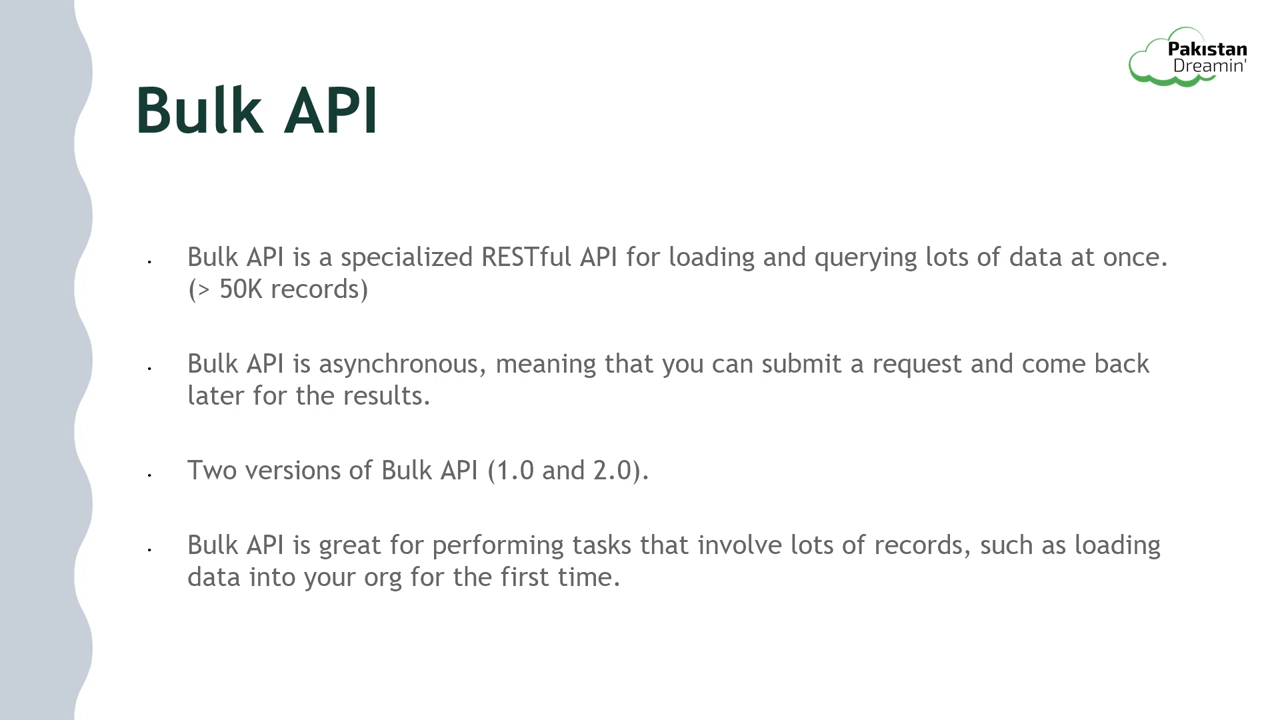 Pakistan
Dreamin'
Bulk API
• Bulk API is a specialized RESTful API for loading and querying lots of data at once.
(> 50K records)
• Bulk API is asynchronous, meaning that you can submit a request and come back
later for the results.
• Two versions of Bulk API (1.0 and 2.0).
• Bulk API is great for performing tasks that involve lots of records, such as loading
data into your org for the first time.